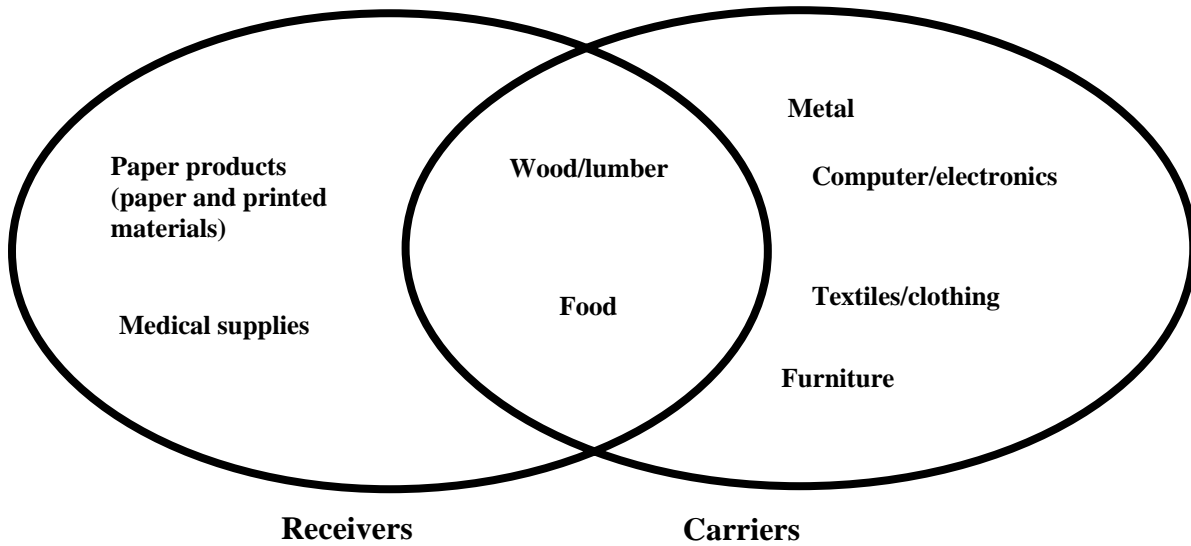 Paper products
(paper and printed
materials)
Medical supplies
Wood/lumber
Food
Metal
Computer/electronics
Textiles/clothing
Furniture
Receivers
Carriers